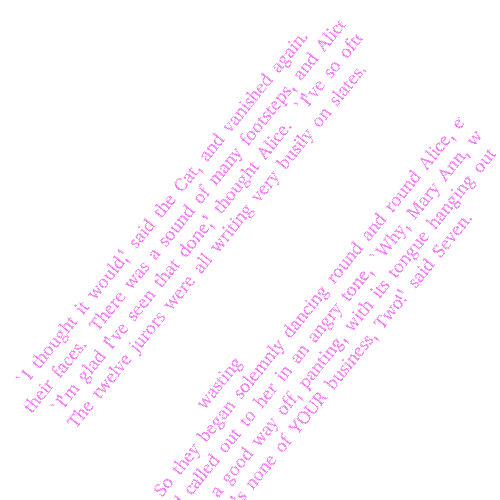 `I thought it would,' said the Cat, and vanished again.
their faces. There was a sound of many footsteps, and Alice
`I'm glad I've seen that done,' thought Alice. `I've so
The twelve jurors were all writing very busily on slates.
wasting
So they began solemnly dancing round and round Alice,
called out to her in an angry tone, `Why, Mary Ann,
a good way off, panting, with its tongue hanging out
none of YOUR business, Two!' said Seven.